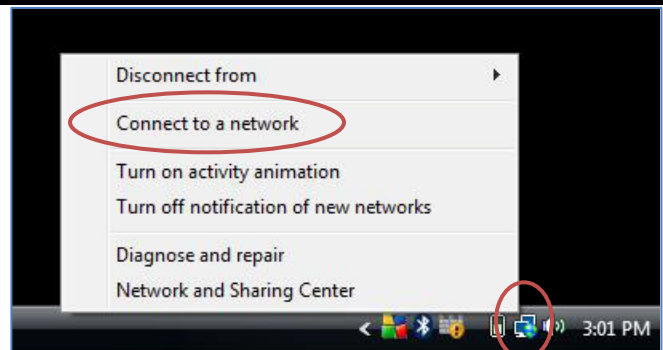 Disconnect from
Connect to a network
Turn on activity animation
Turn off notification of new networks
Diagnose and repair
Network and Sharing Center
3:01 PM